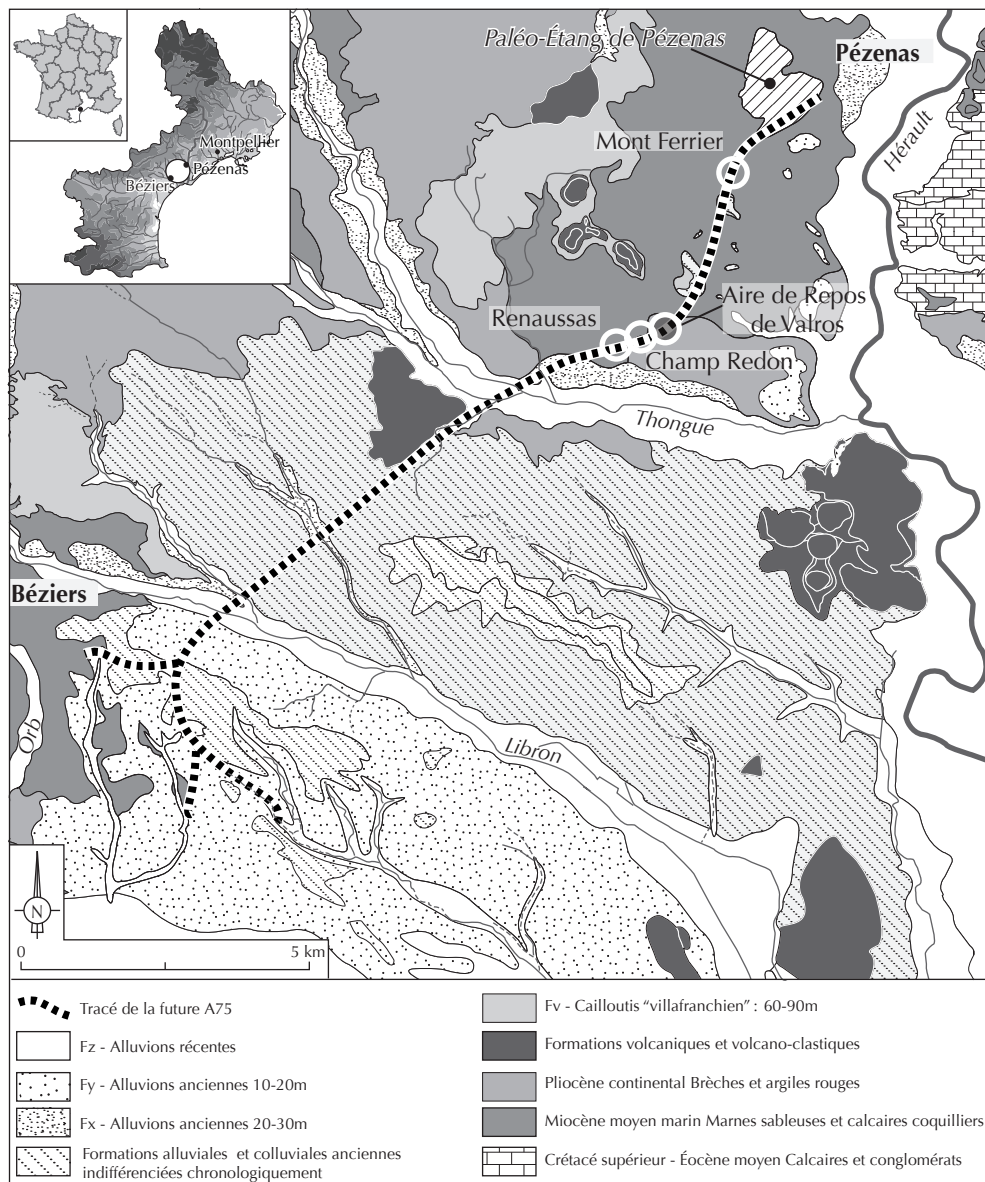 Paléo-Étang de Pézenas
Pézenas
Montpellier
Pézenas
Béziers
Mont Ferrier
Hérault
Aire de Repos
de Valros
Renaussas
Champ Redon
Thongue
Béziers
Orb
Libron
N
0
5 km
Tracé de la future A75
Fz - Alluvions récentes
Fy - Alluvions anciennes 10-20m
Fx - Alluvions anciennes 20-30m
Formations alluviales et colluviales anciennes
indifférenciées chronologiquement
Fv - Cailloutis “villafranchien” : 60-90m
Formations volcaniques et volcano-clastiques
Pliocène continental Brèches et argiles rouges
Miocène moyen marin Marnes sableuses et calcaires coquilliers
Crétacé supérieur - Éocène moyen Calcaires et conglomérats